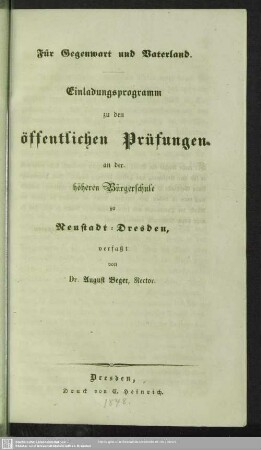 Für Gegenwart und Vaterland.
Einladungsprogramm
zu den
öffentlichen Prüfungen
an der
höheren Bürgerschule
zu
Neustadt-Dresden,
verfaßt
von
Dr. August Beger, Rector.
Dresden,
Druck von C. Heinrich.